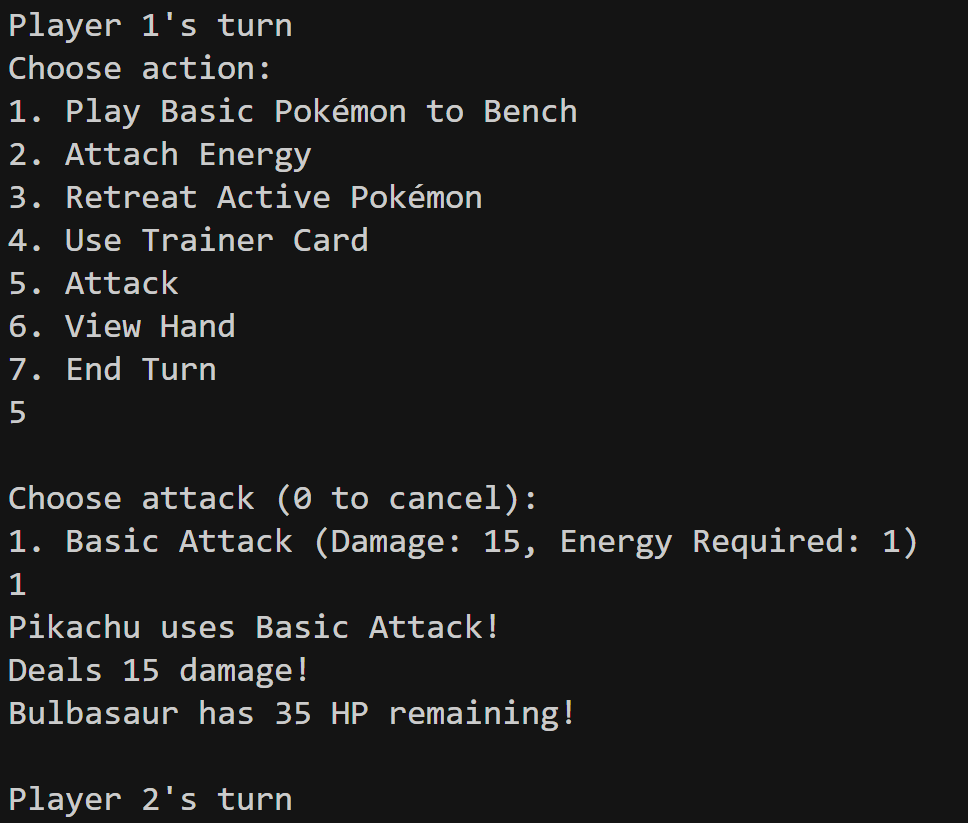 Player 1's turn
Choose action:
1. Play Basic Pokémon to Bench
2. Attach Energy
3. Retreat Active Pokémon
4. Use Trainer Card
5. Attack
6. View Hand
7. End Turn
5
Choose attack (0 to cancel):
1. Basic Attack (Damage: 15, Energy Required: 1)
1
Pikachu uses Basic Attack!
Deals 15 damage!
Bulbasaur has 35 HP remaining!
Player 2's turn